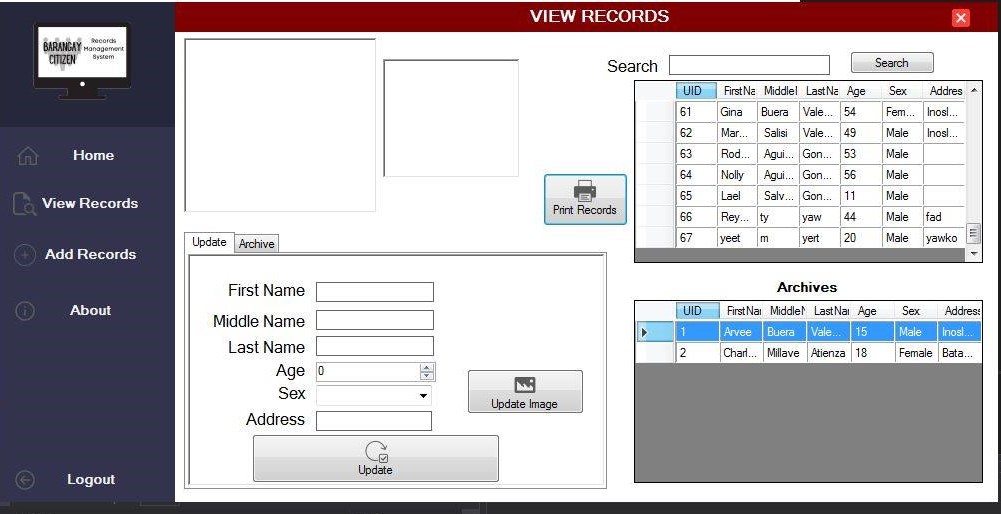 VIEW RECORDS
BARANGAY CITIZEN
Records Management System
Home
View Records
Add Records
About
Logout
Print Records
Update Archive
First Name
Middle Name
Last Name
Age 0
Sex
Address
Update Image
Update
Search Search
UID FirstNa Middle LastNa Age Sex Addres
61 Gina Buera Vale... 54 Fem... Inosl...
62 Mar... Salisi Vale... 49 Male Inosl...
63 Rod... Agui... Gon... 53 Male
64 Nolly Agui... Gon... 56 Male
65 Lael Salv... Gon... 11 Male
66 Rey... ty yaw 44 Male fad
67 yeet m yert 20 Male yawko
Archives
UID FirstNa Middle LastNa Age Sex Address
1 Arvee Buera Vale... 15 Male Inosl...
2 Charl... Millave Atienza 18 Female Bata...